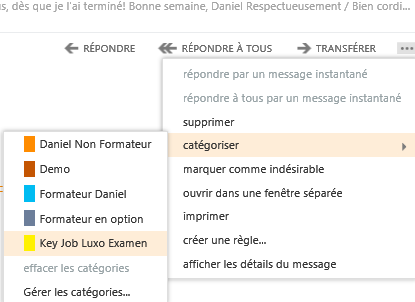 us, dès que je l'ai terminé! Bonne semaine, Daniel Respectueusement / Bien cordi...
RÉPONDRE RÉPONDRE À TOUS TRANSFÉRER ...
répondre par un message instantané
répondre à tous par un message instantané
supprimer
catégoriser
marquer comme indésirable
ouvrir dans une fenêtre séparée
imprimer
créer une règle...
afficher les détails du message
Daniel Non Formateur
Demo
Formateur Daniel
Formateur en option
Key Job Luxo Examen
effacer les catégories
Gérer les catégories...